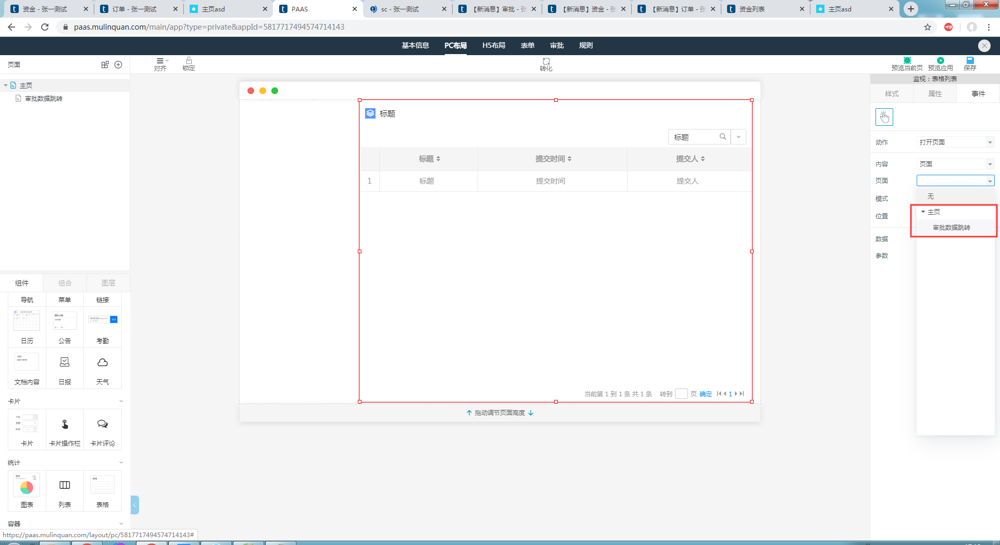 资金 - 张一测试
订单 - 张一测试
主页asd
PAAS
sc - 张一测试
【新消息】审批 - 张
【新消息】资金 - 张
【新消息】订单 - 张
资金列表
主页asd
paas.mulinquan.com/main/app?type=private&appId=5817717494574714143
基本信息
PC布局
H5布局
表单
审批
规则
页面
对齐
锁定
转化
预览当前页
预览应用
保存
主页
审批数据跳转
监视：表格列表
样式
属性
事件
动作
打开页面
内容
页面
页面
无
模式
主页
位置
审批数据跳转
数据
参数
标题
标题
标题
提交时间
提交人
1
标题
提交时间
提交人
当前第 1 到 1 条 共 1 条
转到
页
确定
1
拖动调节页面高度
组件
组合
图层
导航
菜单
链接
日历
公告
考勤
文档内容
日报
天气
卡片
卡片
卡片操作栏
卡片评论
统计
图表
列表
表格
容器
https://paas.mulinquan.com/layout/pc/5817717494574714143#